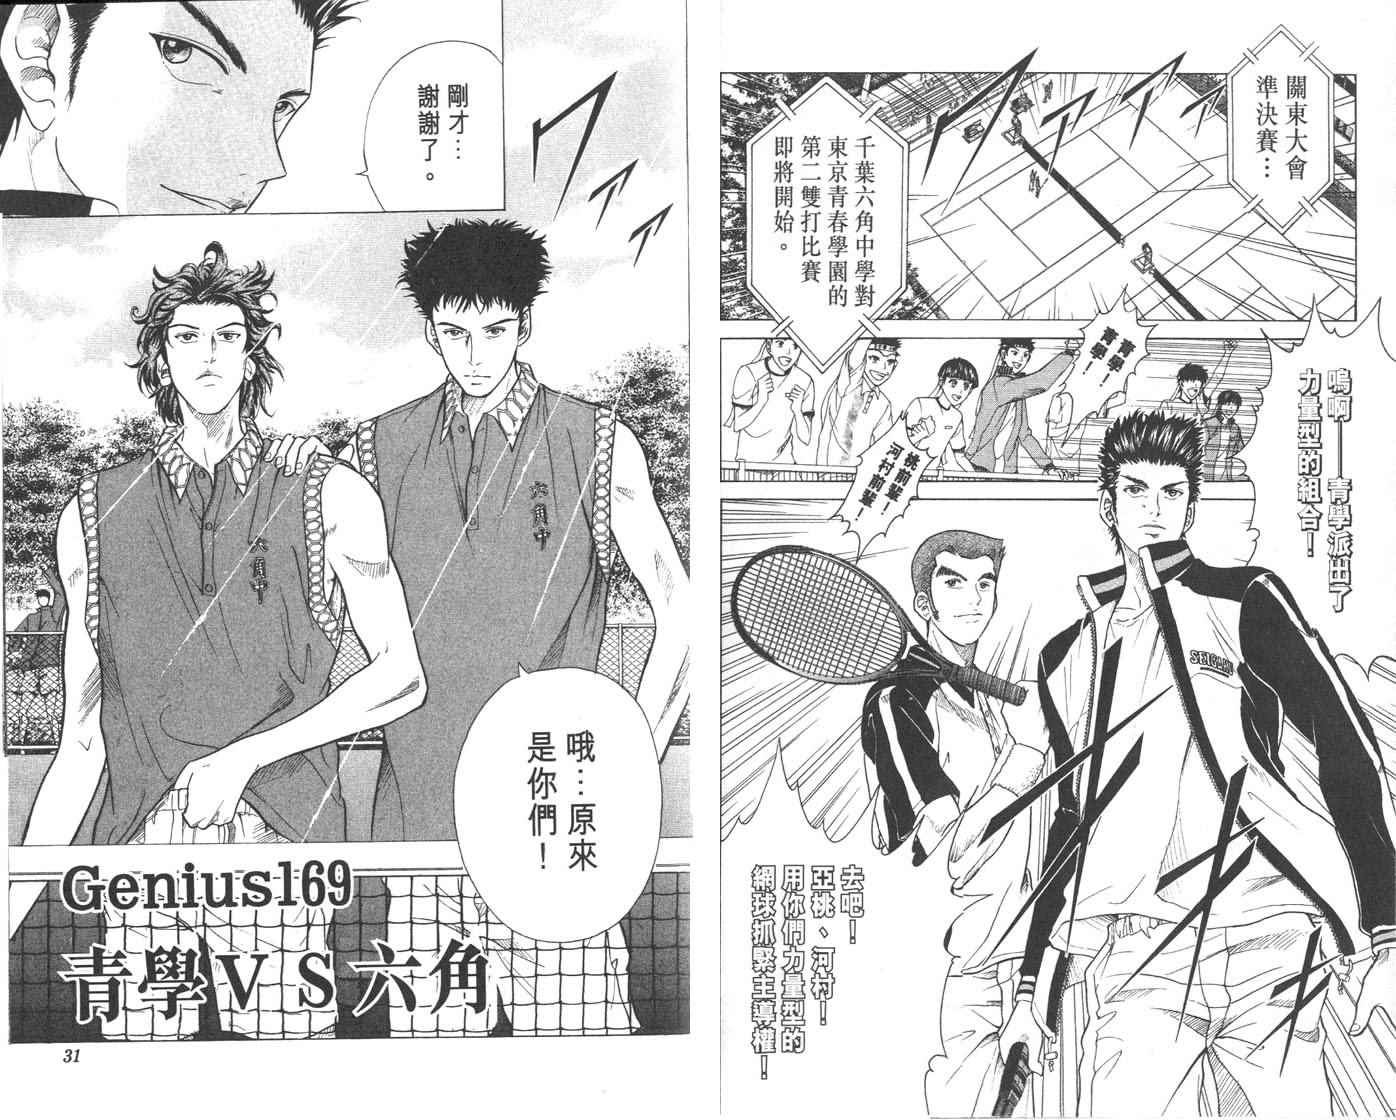 關東大會
準決賽⋯
千葉六角中學對
東京青春學園的
第二雙打比賽
即將開始。
青學！
青學！
桃前輩！
河村前輩！
嗚啊——青學派出了
力量型的組合！
SEIGAKU
去吧！
亞桃、河村！
用你們力量型的
網球抓緊主導權！
剛才⋯
謝謝了。
六角中
六角中
哦⋯原來
是你們！
Genius169
青學VS六角
31